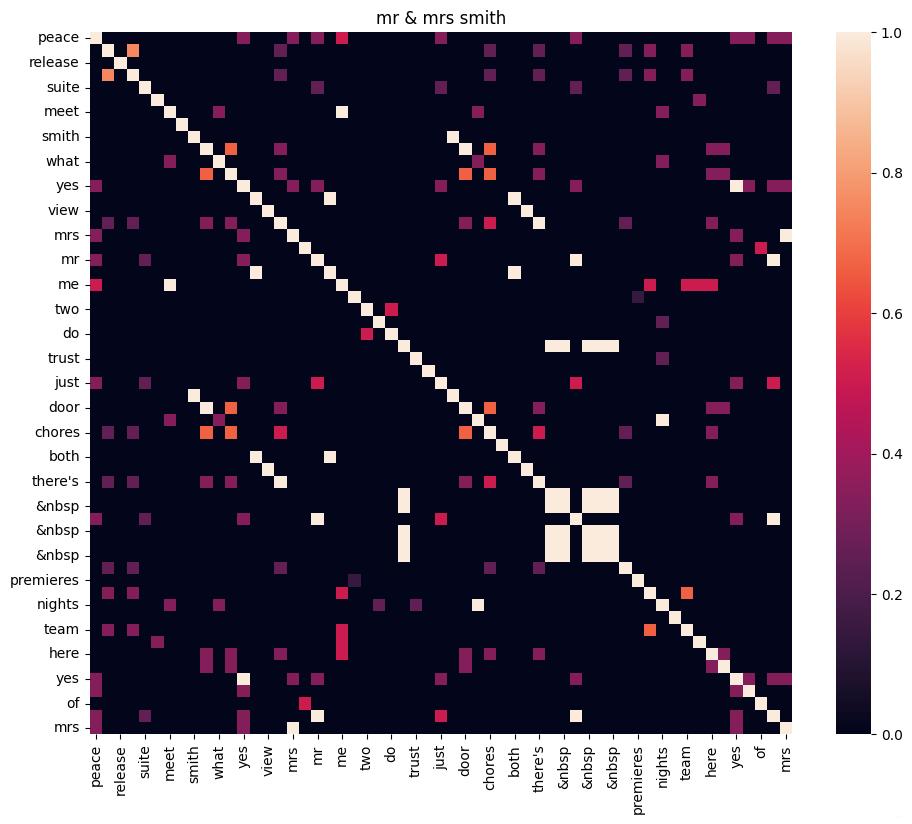 mr & mrs smith
peace
release
suite
meet
smith
what
yes
view
mrs
mr
me
two
do
trust
just
door
chores
both
there's
&nbsp
&nbsp
&nbsp
premieres
nights
team
here
yes
of
mrs
peace
release
suite
meet
smith
what
yes
view
mrs
mr
me
two
do
trust
just
door
chores
both
there's
&nbsp
&nbsp
&nbsp
premieres
nights
team
here
yes
of
mrs
1.0
0.8
0.6
0.4
0.2
0.0